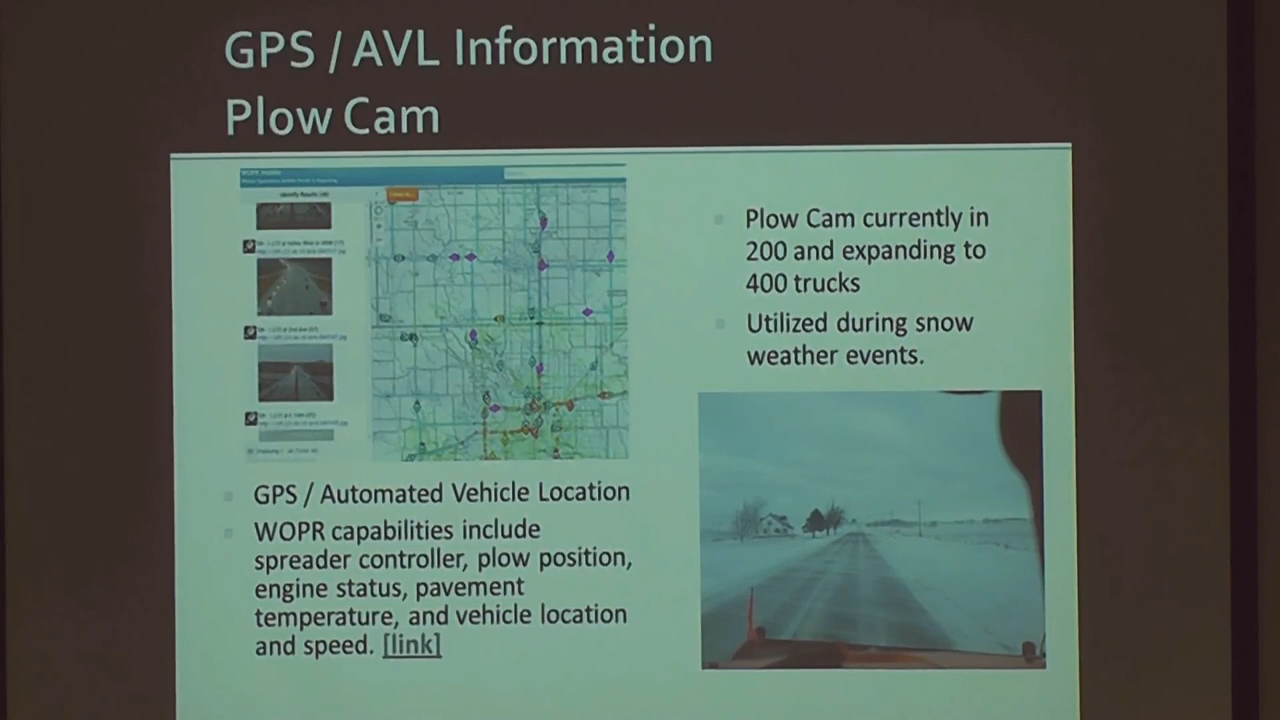 GPS / AVL Information
Plow Cam
GPS / Automated Vehicle Location
WOPR capabilities include
spreader controller, plow position,
engine status, pavement
temperature, and vehicle location
and speed. [link]
Plow Cam currently in
200 and expanding to
400 trucks
Utilized during snow
weather events.